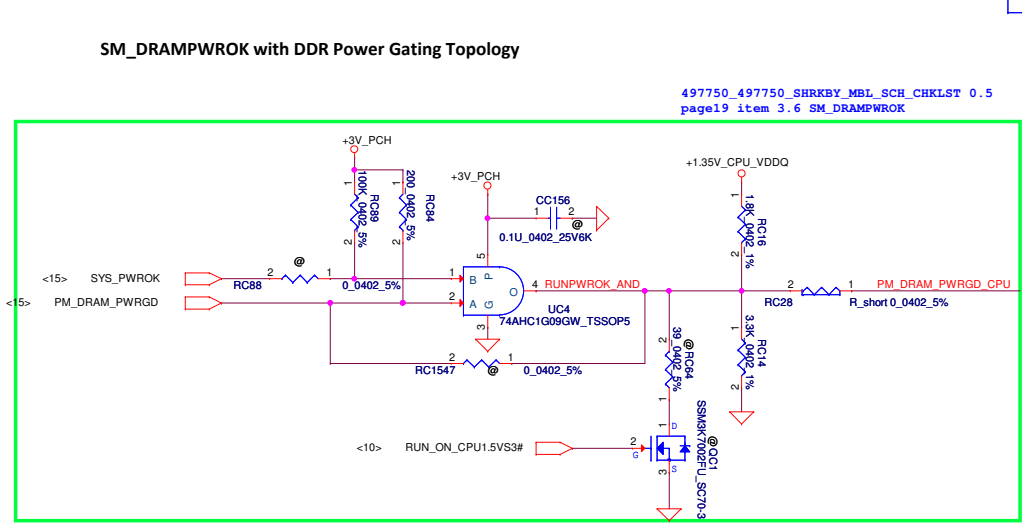 SM_DRAMPWROK with DDR Power Gating Topology
497750_497750_SHRKBY_MBL_SCH_CHKLST 0.5
page19 item 3.6 SM_DRAMPWROK
+3V_PCH
+3V_PCH
+1.35V_CPU_VDDQ
1
100K_0402_5%
RC89
2
1
200_0402_5%
RC84
2
CC156
1
2
@
0.1U_0402_25V6K
1
1.8K_0402_1%
RC16
2
<15>
SYS_PWROK
2
@
1
RC88
0_0402_5%
<15>
PM_DRAM_PWRGD
5
1
B
P
2
A
G
O
4
3
UC4
74AHC1G09GW_TSSOP5
RUNPWROK_AND
2
1
PM_DRAM_PWRGD_CPU
RC28
R_short 0_0402_5%
2
1
RC1547
@
0_0402_5%
2
39_0402_5%
@RC64
1
1
3.3K_0402_1%
RC14
2
<10>
RUN_ON_CPU1.5VS3#
2
G
1
D
3
S
SSM3K7002FU_SC70-3
@QC1